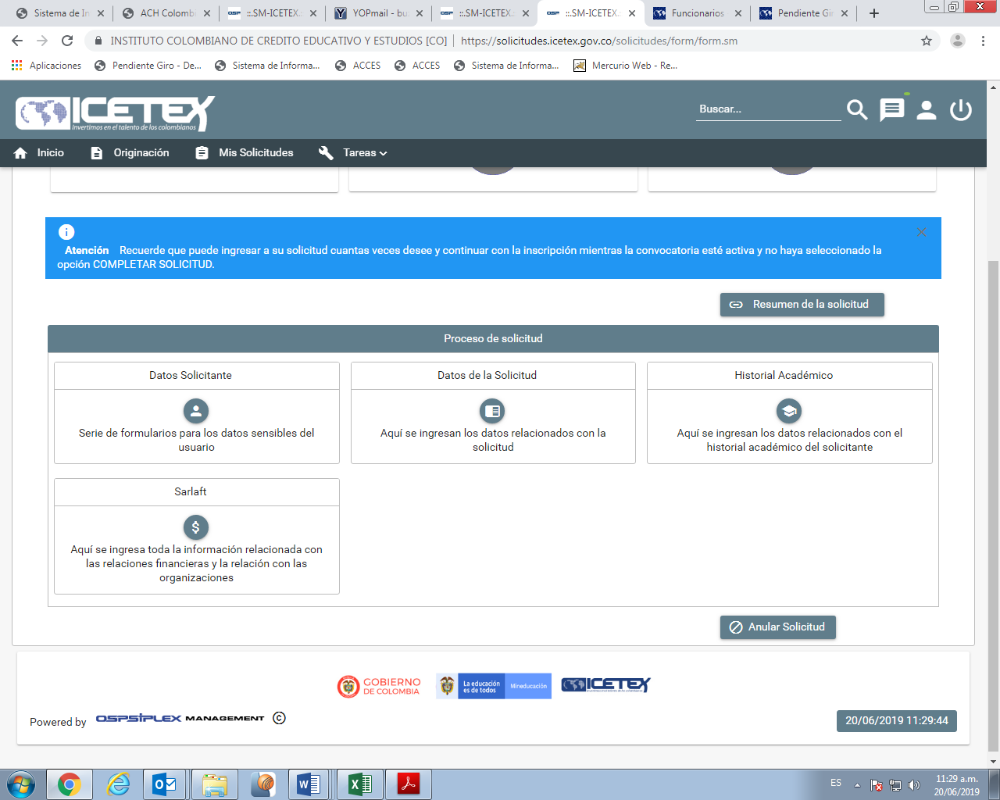 Sistema de In
ACH Colomb
::.SM-ICETEX.
YOPmail - bu
::.SM-ICETEX.
::.SM-ICETEX.
Funcionarios
Pendiente Gir
INSTITUTO COLOMBIANO DE CREDITO EDUCATIVO Y ESTUDIOS [CO] | https://solicitudes.icetex.gov.co/solicitudes/form/form.sm
Aplicaciones
Pendiente Giro - De...
Sistema de Informa...
ACCES
ACCES
Sistema de Informa...
Mercurio Web - Re...
ICETEX
Invertimos en el talento de los colombianos
Buscar...
Inicio
Originación
Mis Solicitudes
Tareas
Atención Recuerde que puede ingresar a su solicitud cuantas veces desee y continuar con la inscripción mientras la convocatoria esté activa y no haya seleccionado la
opción COMPLETAR SOLICITUD.
Resumen de la solicitud
Proceso de solicitud
Datos Solicitante
Serie de formularios para los datos sensibles del
usuario
Datos de la Solicitud
Aquí se ingresan los datos relacionados con la
solicitud
Historial Académico
Aquí se ingresan los datos relacionados con el
historial académico del solicitante
Sarlaft
Aquí se ingresa toda la información relacionada con
las relaciones financieras y la relación con las
organizaciones
Anular Solicitud
GOBIERNO
DE COLOMBIA
La educación
es de todos
Mineducación
ICETEX
Powered by OSPSIPLEX MANAGEMENT ©
20/06/2019 11:29:44
ES
11:29 a.m.
20/06/2019